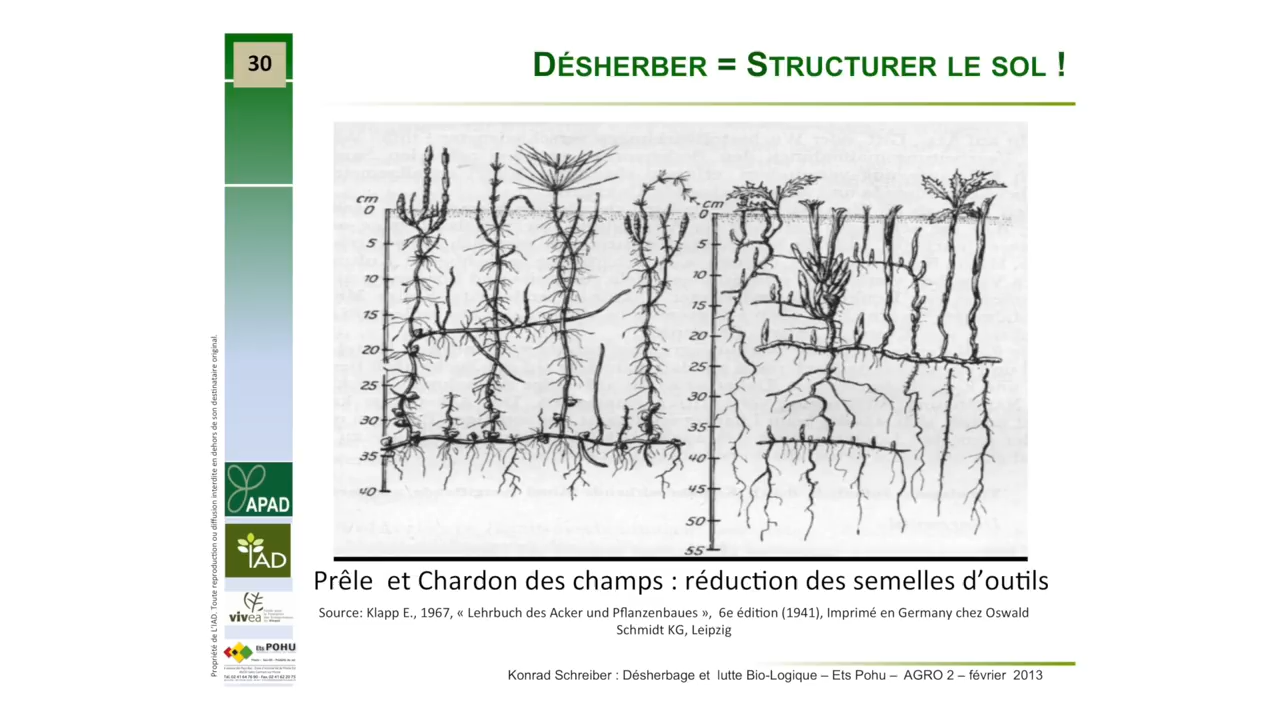 30
DÉSHERBER = STRUCTURER LE SOL !
cm
0
5
10
15
20
25
30
35
40
cm
0
5
10
15
20
25
30
35
40
45
50
55
Prêle et Chardon des champs : réduction des semelles d’outils
Source: Klapp E., 1967, « Lehrbuch des Acker und Pflanzenbaues », 6e édition (1941), Imprimé en Germany chez Oswald
Schmidt KG, Leipzig
Konrad Schreiber : Désherbage et lutte Bio-Logique – Ets Pohu – AGRO 2 – février 2013
Propriété de L’IAD. Toute reproduction ou diffusion interdite en dehors de son destinataire original.
APAD
IAD
vivea
Ets POHU